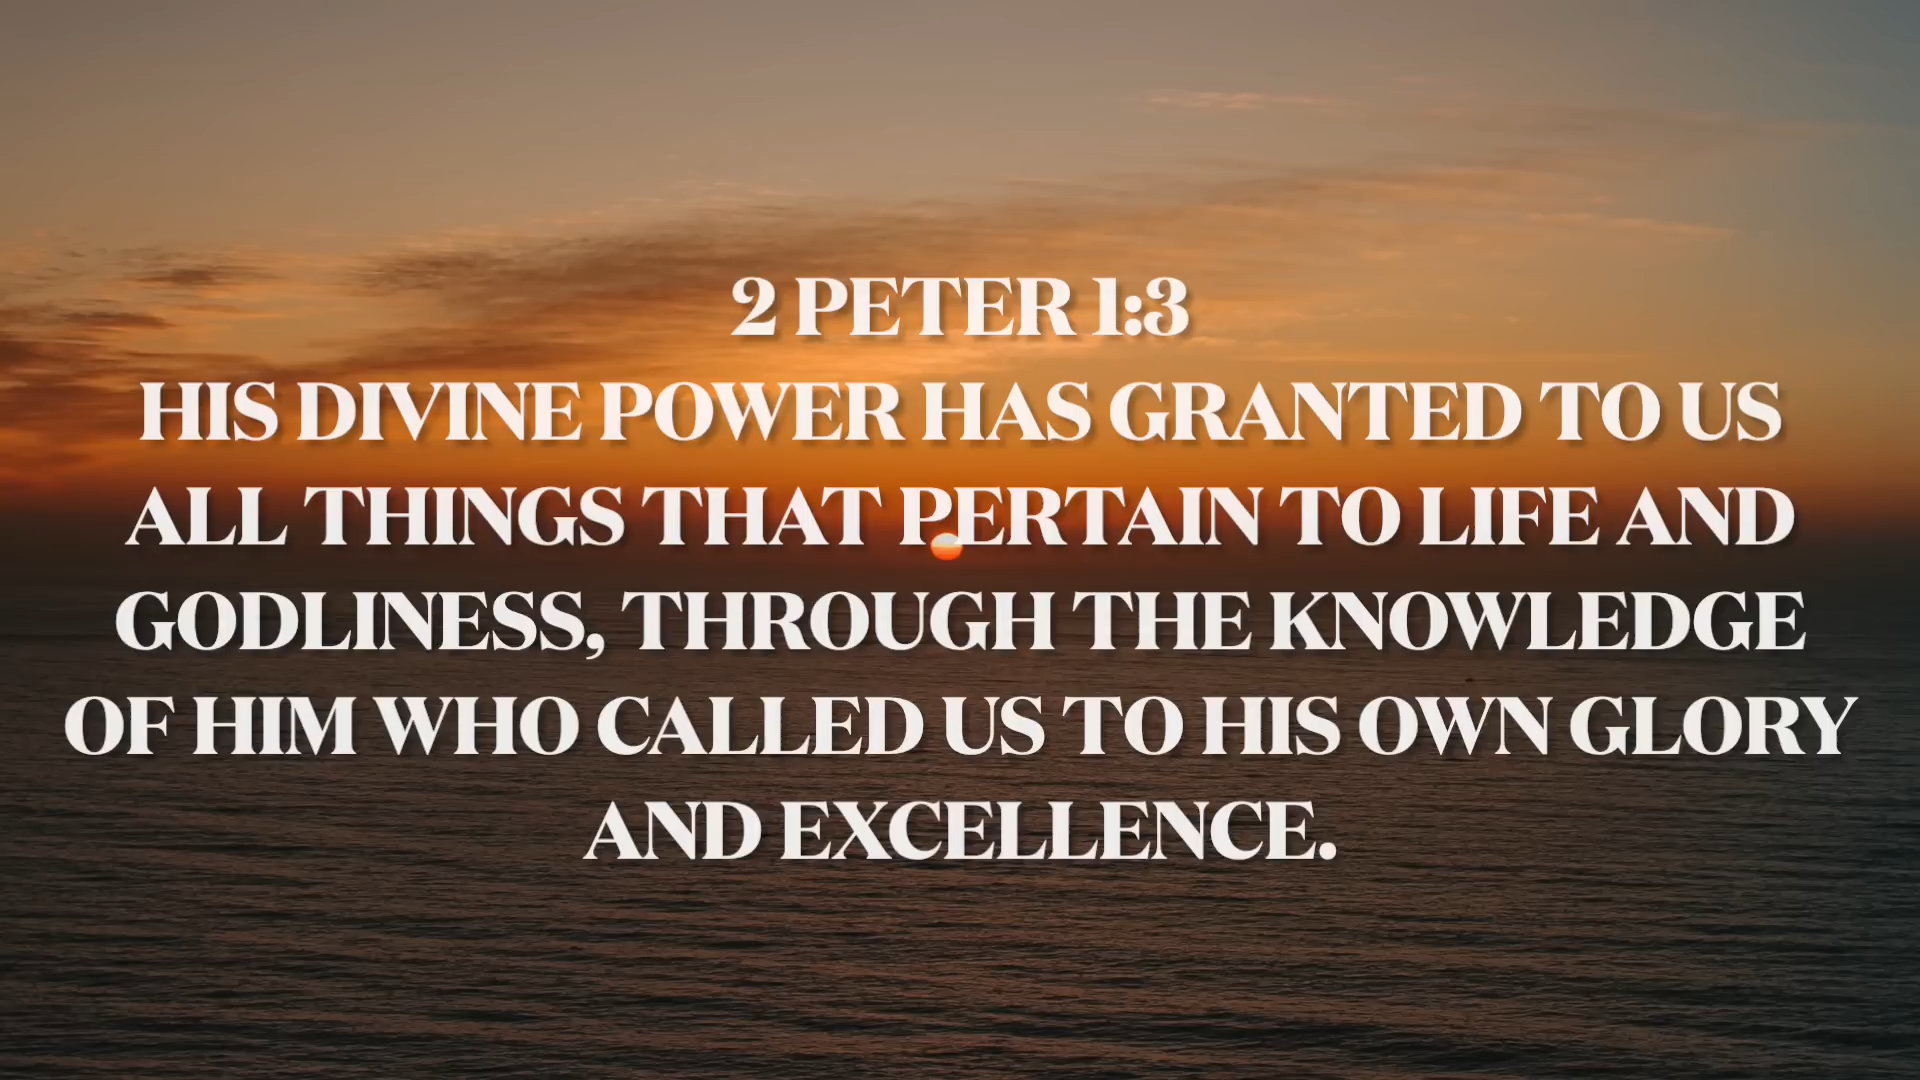 2 PETER 1:3
HIS DIVINE POWER HAS GRANTED TO US
ALL THINGS THAT PERTAIN TO LIFE AND
GODLINESS, THROUGH THE KNOWLEDGE
OF HIM WHO CALLED US TO HIS OWN GLORY
AND EXCELLENCE.